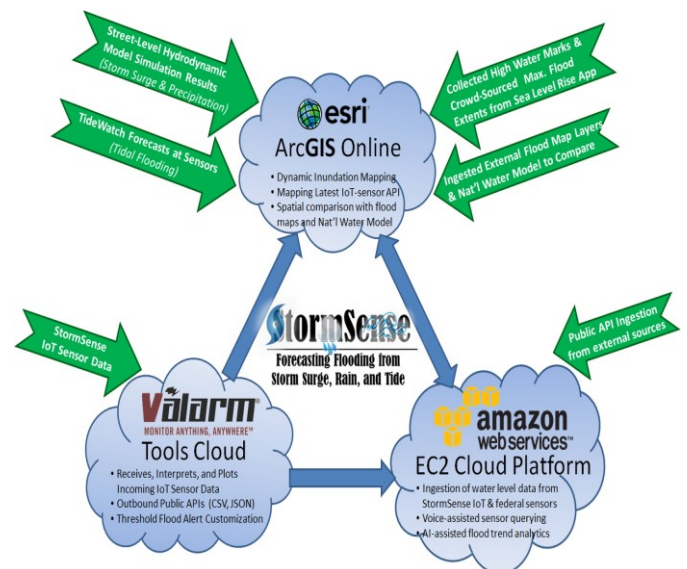 Street-Level Hydrodynamic
Model Simulation Results
(Storm Surge & Precipitation)
TideWatch Forecasts at Sensors
(Tidal Flooding)
Collected High Water Marks &
Crowd-Sourced Max. Flood
Extents from Sea Level Rise App
Ingested External Flood Map Layers
& Nat'l Water Model to Compare
esri
ArcGIS Online
• Dynamic Inundation Mapping
• Mapping Latest IoT-sensor API
• Spatial comparison with flood
maps and Nat'l Water Model
StormSense
Forecasting Flooding from
Storm Surge, Rain, and Tide
StormSense
IoT Sensor Data
Valarm
MONITOR ANYTHING, ANYWHERE℠
Tools Cloud
• Receives, Interprets, and Plots
Incoming IoT Sensor Data
• Outbound Public APIs (CSV, JSON)
• Threshold Flood Alert Customization
Public API Ingestion
from external sources
amazon
webservices™
EC2 Cloud Platform
• Ingestion of water level data from
StormSense IoT & federal sensors
• Voice-assisted sensor querying
• AI-assisted flood trend analytics